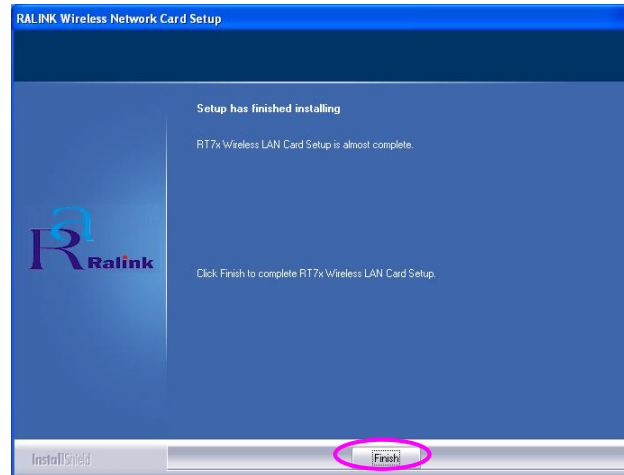 RALINK Wireless Network Card Setup
Setup has finished installing
RT7x Wireless LAN Card Setup is almost complete.
Ra
Ralink
Click Finish to complete RT7x Wireless LAN Card Setup.
InstallShield
Finish